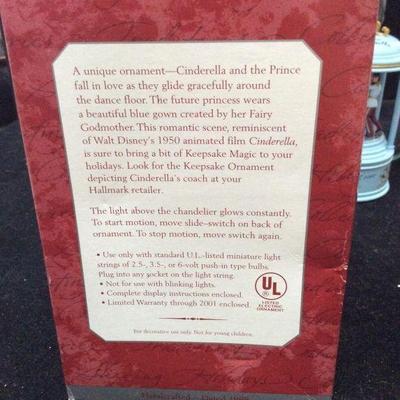 A unique ornament—Cinderella and the Prince
fall in love as they glide gracefully around
the dance floor. The future princess wears
a beautiful blue gown created by her Fairy
Godmother. This romantic scene, reminiscent
of Walt Disney's 1950 animated film Cinderella,
is sure to bring a bit of Keepsake Magic to your
holidays. Look for the Keepsake Ornament
depicting Cinderella's coach at your
Hallmark retailer.
The light above the chandelier glows constantly.
To start motion, move slide-switch on back of
ornament. To stop motion, move switch again.
• Use only with standard U.L.-listed miniature light
strings of 2.5-, 3.5-, or 6-volt push-in type bulbs.
Plug into any socket on the light string.
• Not for use with blinking lights.
• Complete display instructions enclosed.
• Limited Warranty through 2001 enclosed.
UL
®
LISTED
ELECTRIC
ORNAMENT
For decorative use only. Not for young children.
Handcrafted—Dated